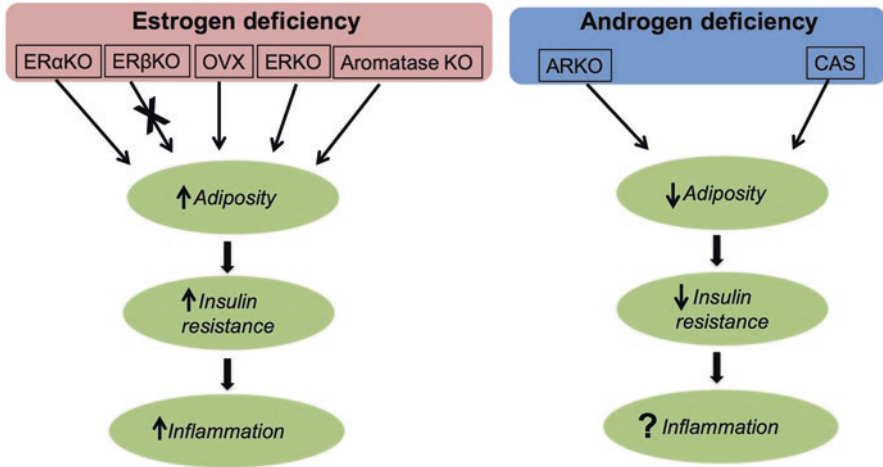 Estrogen deficiency
ERαKO ERβKO OVX ERKO Aromatase KO
↑Adiposity
↑Insulin
resistance
↑Inflammation
Androgen deficiency
ARKO CAS
↓Adiposity
↓Insulin
resistance
? Inflammation